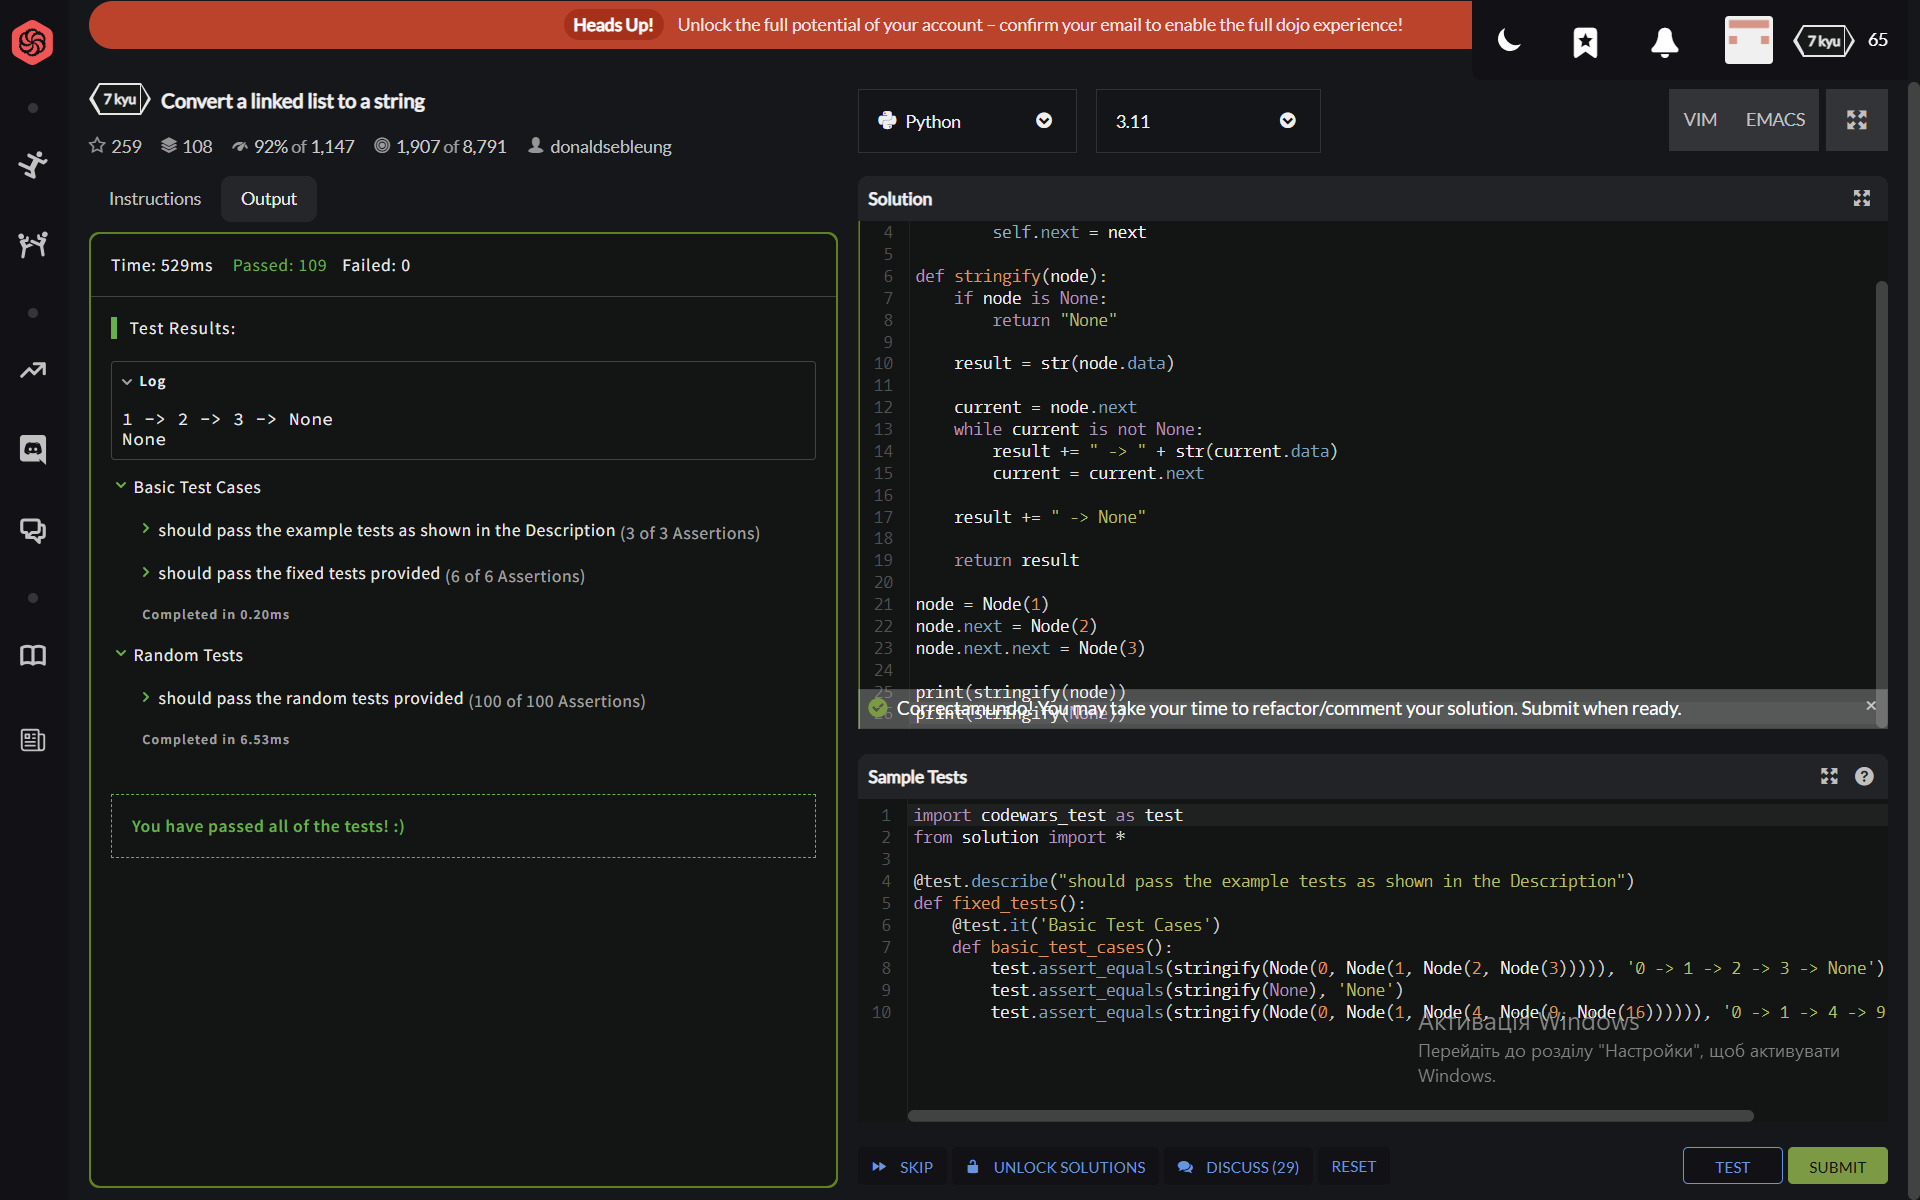 Heads Up! Unlock the full potential of your account – confirm your email to enable the full dojo experience!
7 kyu 65
7 kyu Convert a linked list to a string
259 108 92% of 1,147 1,907 of 8,791 donaldsebleung
Instructions Output
Time: 529ms Passed: 109 Failed: 0
Test Results:
Log
1 -> 2 -> 3 -> None
None
Basic Test Cases
should pass the example tests as shown in the Description (3 of 3 Assertions)
should pass the fixed tests provided (6 of 6 Assertions)
Completed in 0.20ms
Random Tests
should pass the random tests provided (100 of 100 Assertions)
Completed in 6.53ms
You have passed all of the tests! :)
Python 3.11 VIM EMACS
Solution
4 self.next = next
5
6 def stringify(node):
7 if node is None:
8 return "None"
9
10 result = str(node.data)
11
12 current = node.next
13 while current is not None:
14 result += " -> " + str(current.data)
15 current = current.next
16
17 result += " -> None"
18
19 return result
20
21 node = Node(1)
22 node.next = Node(2)
23 node.next.next = Node(3)
24
25 print(stringify(node))
26 print(stringify(None))
Correctamundo! You may take your time to refactor/comment your solution. Submit when ready.
Sample Tests
1 import codewars_test as test
2 from solution import *
3
4 @test.describe("should pass the example tests as shown in the Description")
5 def fixed_tests():
6 @test.it('Basic Test Cases')
7 def basic_test_cases():
8 test.assert_equals(stringify(Node(0, Node(1, Node(2, Node(3))))), '0 -> 1 -> 2 -> 3 -> None')
9 test.assert_equals(stringify(None), 'None')
10 test.assert_equals(stringify(Node(0, Node(1, Node(4, Node(9, Node(16)))))), '0 -> 1 -> 4 -> 9
Активація Windows
Перейдіть до розділу "Настройки", щоб активувати
Windows.
SKIP UNLOCK SOLUTIONS DISCUSS (29) RESET TEST SUBMIT